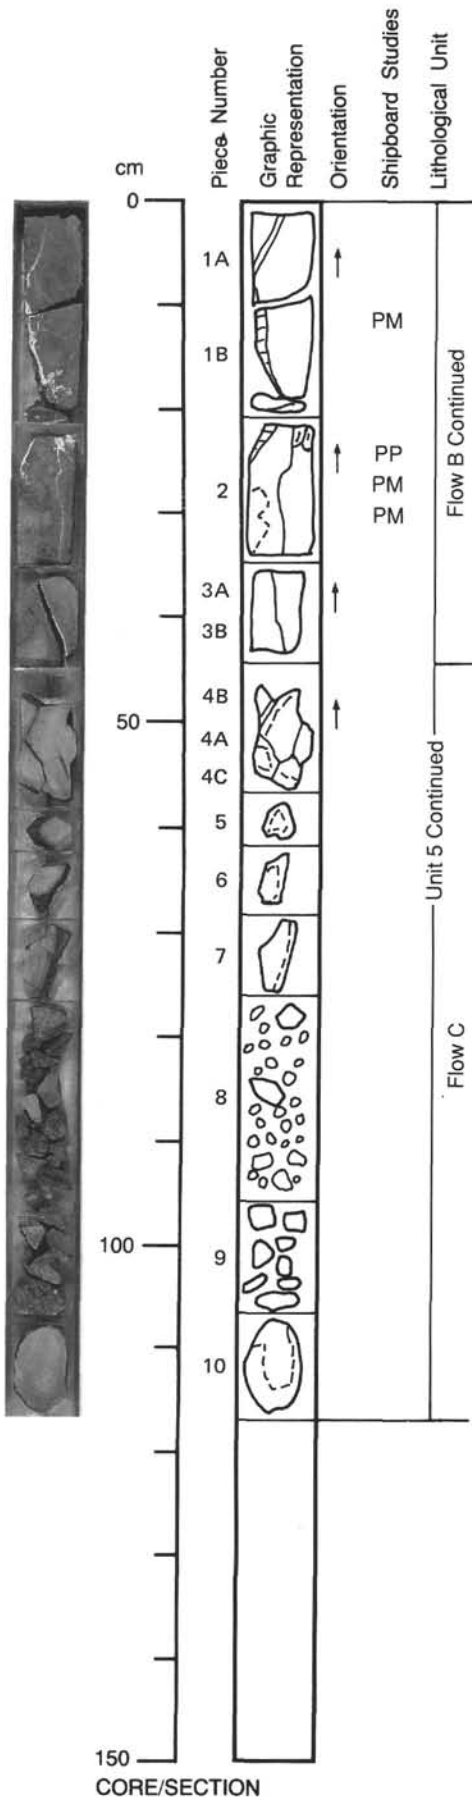 cm
Piece Number
Graphic
Representation
Orientation
Shipboard Studies
Lithological Unit
0
1A
PM
1B
Flow B Continued
PP
2
PM
PM
3A
3B
4B
50
4A
4C
Unit 5 Continued
5
6
7
Flow C
8
100
9
10
150
CORE/SECTION